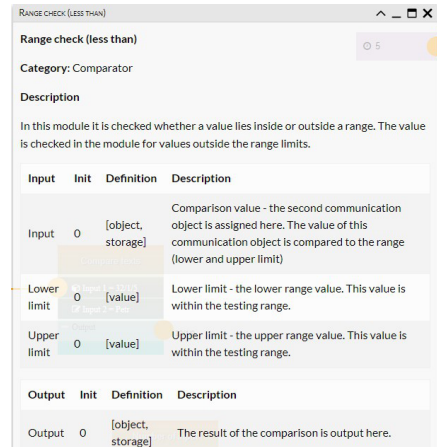 Range check (less than)
Range check (less than)
5
Category: Comparator
Description
In this module it is checked whether a value lies inside or outside a range. The value
is checked in the module for values outside the range limits.
Input Init Definition Description
Input 0 [object, storage] Comparison value - the second communication
object is assigned here. The value of this
communication object is compared to the range
(lower and upper limit)
Lower limit 0 [value] Lower limit - the lower range value. This value is
within the testing range.
Upper limit 0 [value] Upper limit - the upper range value. This value is
within the testing range.
Output Init Definition Description
Output 0 [object, storage] The result of the comparison is output here.